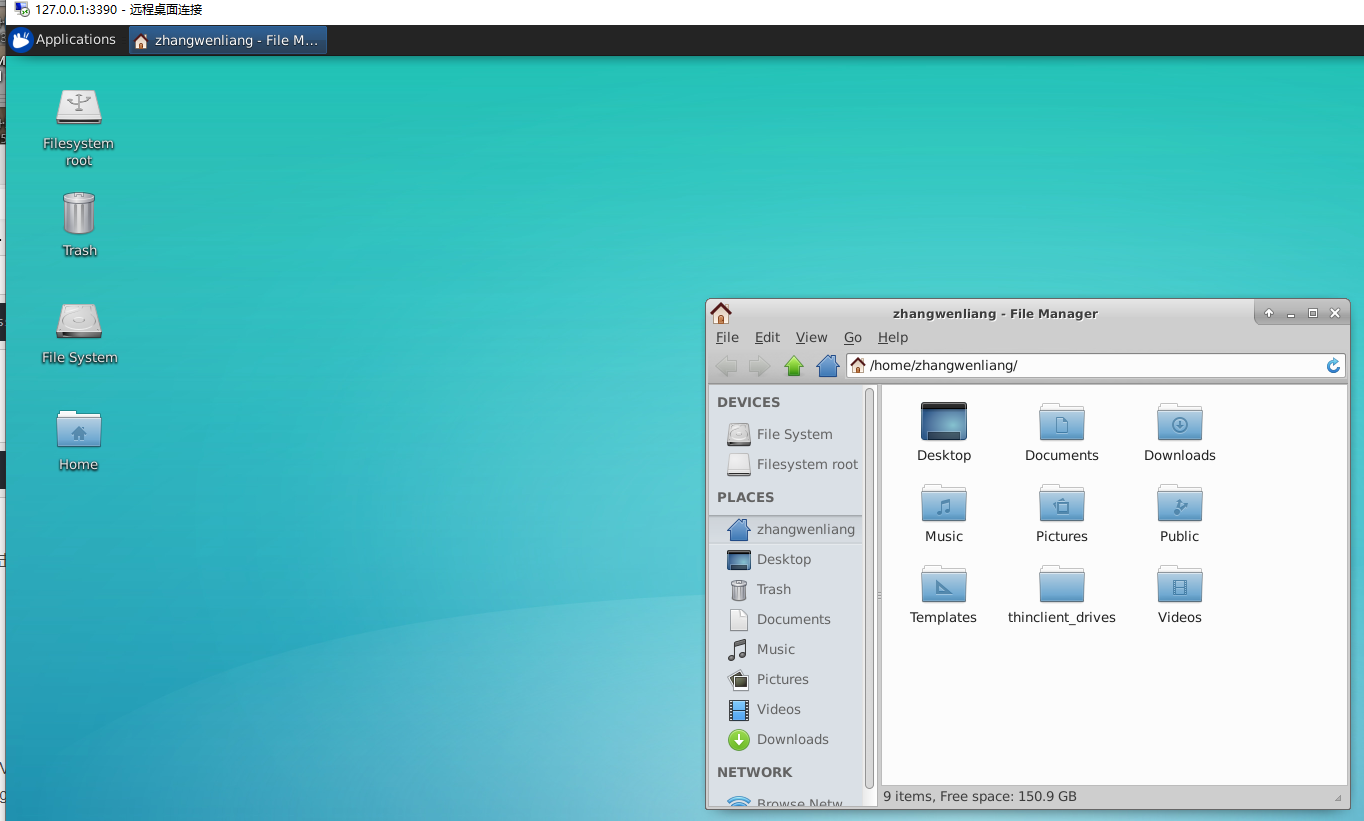 127.0.0.1:3390 - 远程桌面连接
Applications
zhangwenliang - File M...
Filesystem
root
Trash
File System
Home
zhangwenliang - File Manager
File Edit View Go Help
/home/zhangwenliang/
DEVICES
File System
Filesystem root
PLACES
zhangwenliang
Desktop
Trash
Documents
Music
Pictures
Videos
Downloads
NETWORK
Browse Netw
Desktop Documents Downloads
Music Pictures Public
Templates thinclient_drives Videos
9 items, Free space: 150.9 GB